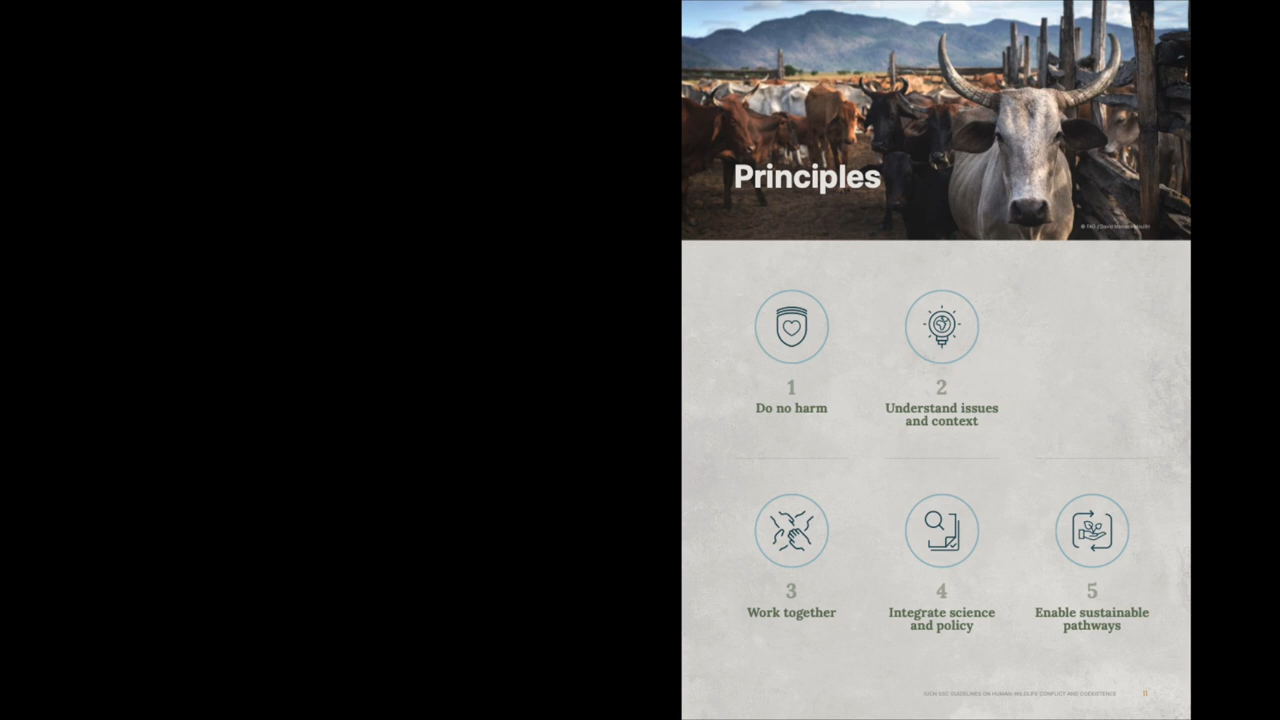 Principles
1
Do no harm
2
Understand issues
and context
3
Work together
4
Integrate science
and policy
5
Enable sustainable
pathways
IUCN SSC GUIDELINES ON HUMAN-WILDLIFE CONFLICT AND COEXISTENCE
11